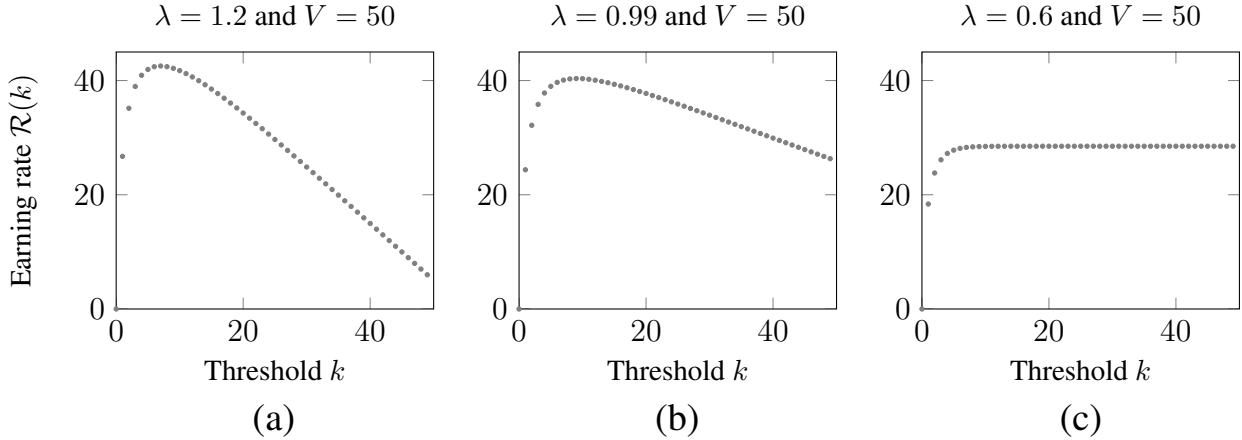 λ = 1.2 and V = 50
λ = 0.99 and V = 50
λ = 0.6 and V = 50
Earning rate R(k)
40
20
0
0 20 40
Threshold k
(a)
40
20
0
0 20 40
Threshold k
(b)
40
20
0
0 20 40
Threshold k
(c)